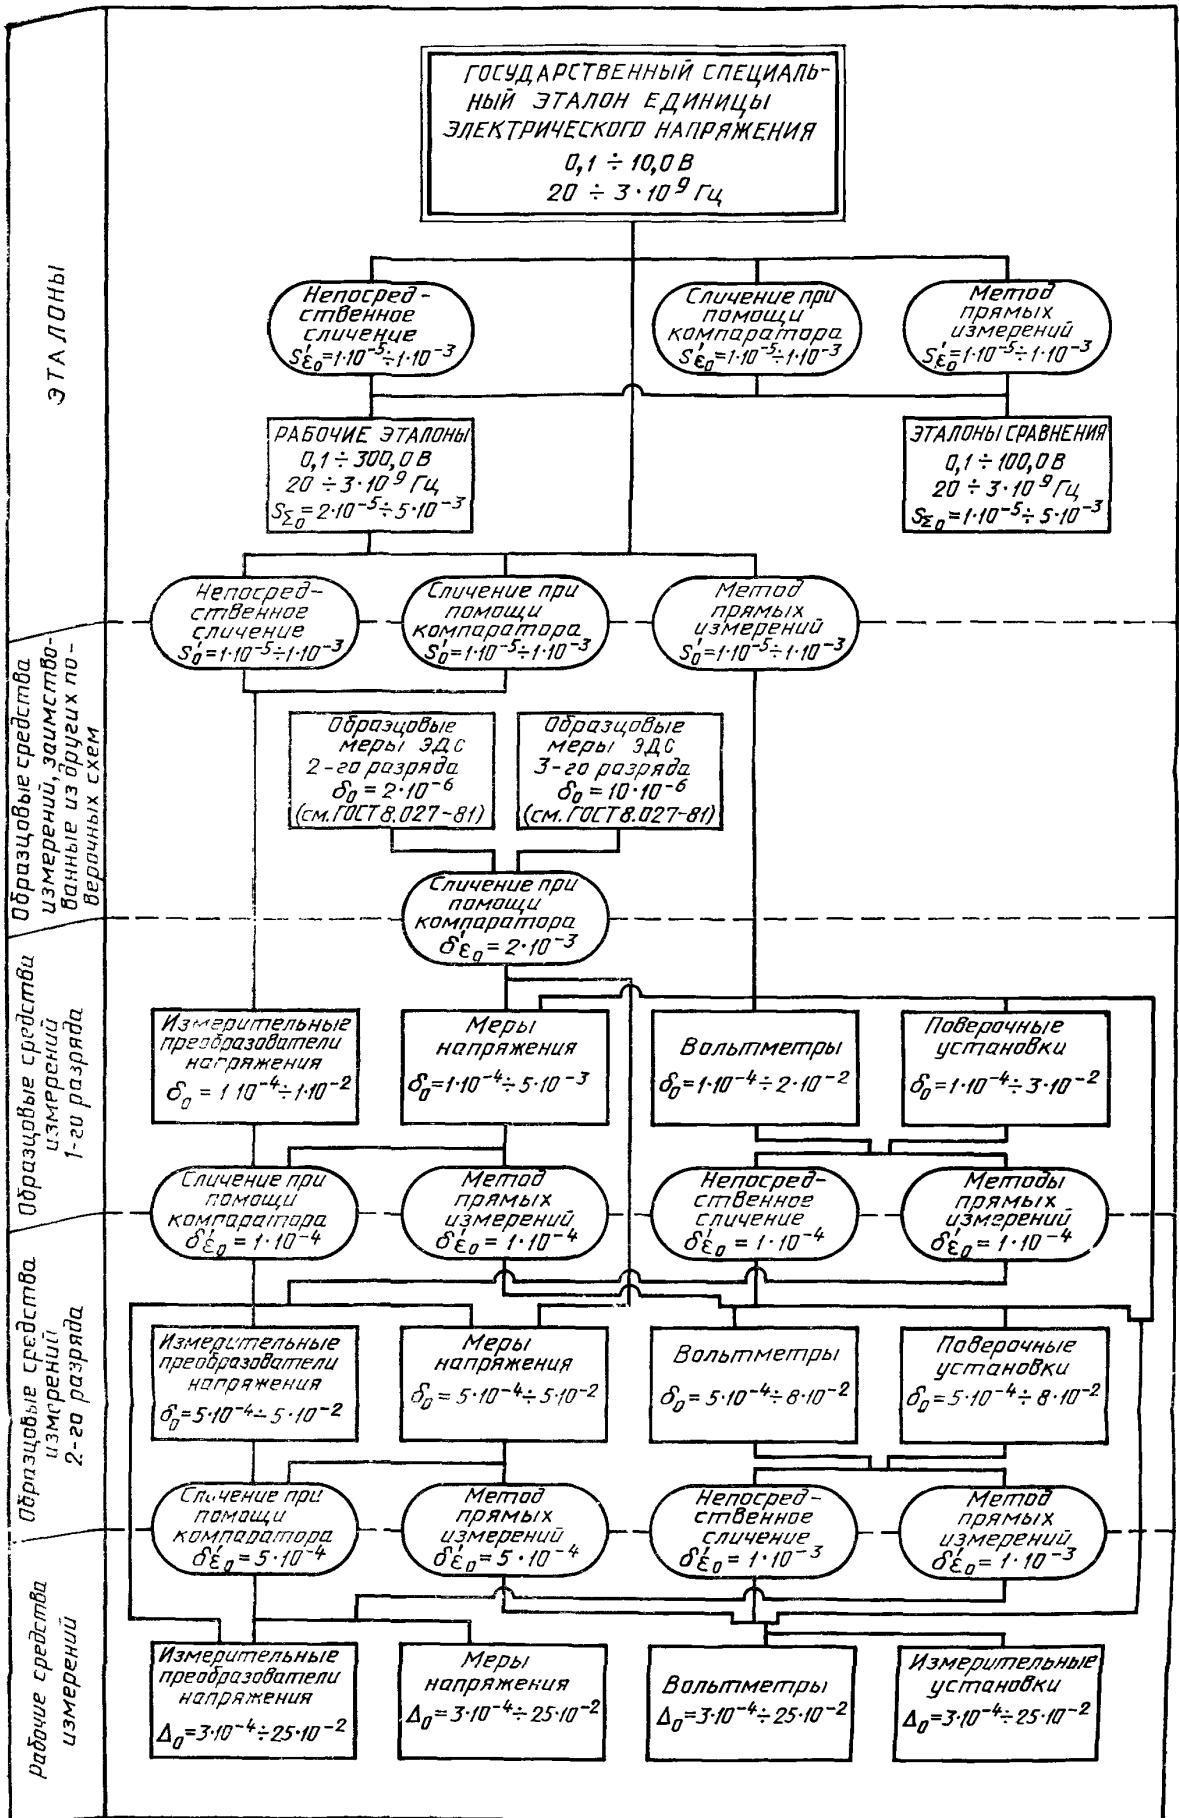 ГОСУДАРСТВЕННЫЙ СПЕЦИАЛЬ-
НЫЙ ЭТАЛОН ЕДИНИЦЫ
ЭЛЕКТРИЧЕСКОГО НАПРЯЖЕНИЯ
0,1 ÷ 10,0 В
20 ÷ 3·10⁹ Гц
ЭТАЛОНЫ
Непосред-
ственное
сличение
S'ε₀=1·10⁻⁵÷1·10⁻³
Сличение при
помощи
компаратора
S'ε₀=1·10⁻⁵÷1·10⁻³
Метод
прямых
измерений
S'ε₀=1·10⁻⁵÷1·10⁻³
РАБОЧИЕ ЭТАЛОНЫ
0,1÷300,0 В
20÷3·10⁹ Гц
S_Σ₀=2·10⁻⁵÷5·10⁻³
ЭТАЛОНЫ СРАВНЕНИЯ
0,1÷100,0 В
20÷3·10⁹ Гц
S_Σ₀=1·10⁻⁵÷5·10⁻³
Непосред-
ственное
сличение
S'₀=1·10⁻⁵÷1·10⁻³
Сличение при
помощи
компаратора
S'₀=1·10⁻⁵÷1·10⁻³
Метод
прямых
измерений
S'₀=1·10⁻⁵÷1·10⁻³
Образцовые средства
измерений, заимство-
ванные из других по-
верочных схем
Образцовые
меры ЭДС
2-го разряда
δ₀ = 2·10⁻⁶
(см. ГОСТ 8.027-81)
Образцовые
меры ЭДС
3-го разряда
δ₀ = 10·10⁻⁶
(см. ГОСТ 8.027-81)
Сличение при
помощи
компаратора
δ'ε₀ = 2·10⁻³
Образцовые средства
измерений
1-го разряда
Измерительные
преобразователи
напряжения
δ₀ = 1·10⁻⁴÷1·10⁻²
Меры
напряжения
δ₀=1·10⁻⁴÷5·10⁻³
Вольтметры
δ₀=1·10⁻⁴÷2·10⁻²
Поверочные
установки
δ₀=1·10⁻⁴÷3·10⁻²
Сличение при
помощи
компаратора
δ'ε₀ = 1·10⁻⁴
Метод
прямых
измерений
δ'ε₀ = 1·10⁻⁴
Непосред-
ственное
сличение
δ'ε₀ = 1·10⁻⁴
Методы
прямых
измерений
δ'ε₀ = 1·10⁻⁴
Образцовые средства
измерений
2-го разряда
Измерительные
преобразователи
напряжения
δ₀=5·10⁻⁴÷5·10⁻²
Меры
напряжения
δ₀=5·10⁻⁴÷5·10⁻²
Вольтметры
δ₀=5·10⁻⁴÷8·10⁻²
Поверочные
установки
δ₀=5·10⁻⁴÷8·10⁻²
Сличение при
помощи
компаратора
δ'ε₀=5·10⁻⁴
Метод
прямых
измерений
δ'ε₀=5·10⁻⁴
Непосред-
ственное
сличение
δ'ε₀=1·10⁻³
Метод
прямых
измерений
δ'ε₀=1·10⁻³
Рабочие средства
измерений
Измерительные
преобразователи
напряжения
Δ₀=3·10⁻⁴÷25·10⁻²
Меры
напряжения
Δ₀=3·10⁻⁴÷25·10⁻²
Вольтметры
Δ₀=3·10⁻⁴÷25·10⁻²
Измерительные
установки
Δ₀=3·10⁻⁴÷25·10⁻²